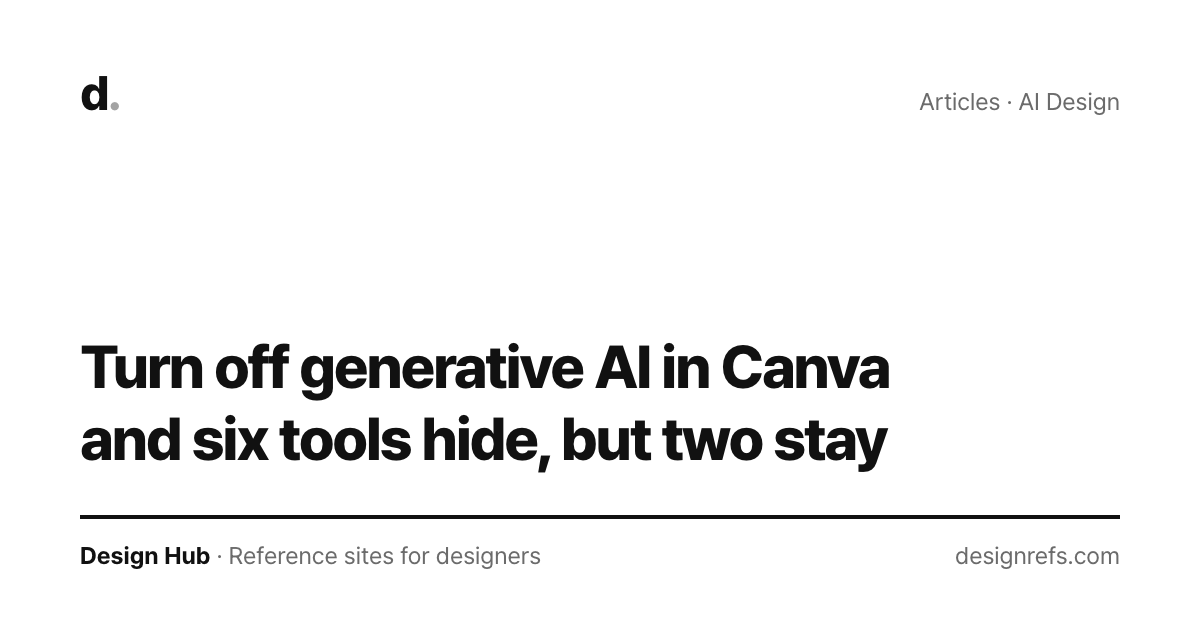 d.
Articles · AI Design
Turn off generative AI in Canva
and six tools hide, but two stay
Design Hub · Reference sites for designers
designrefs.com